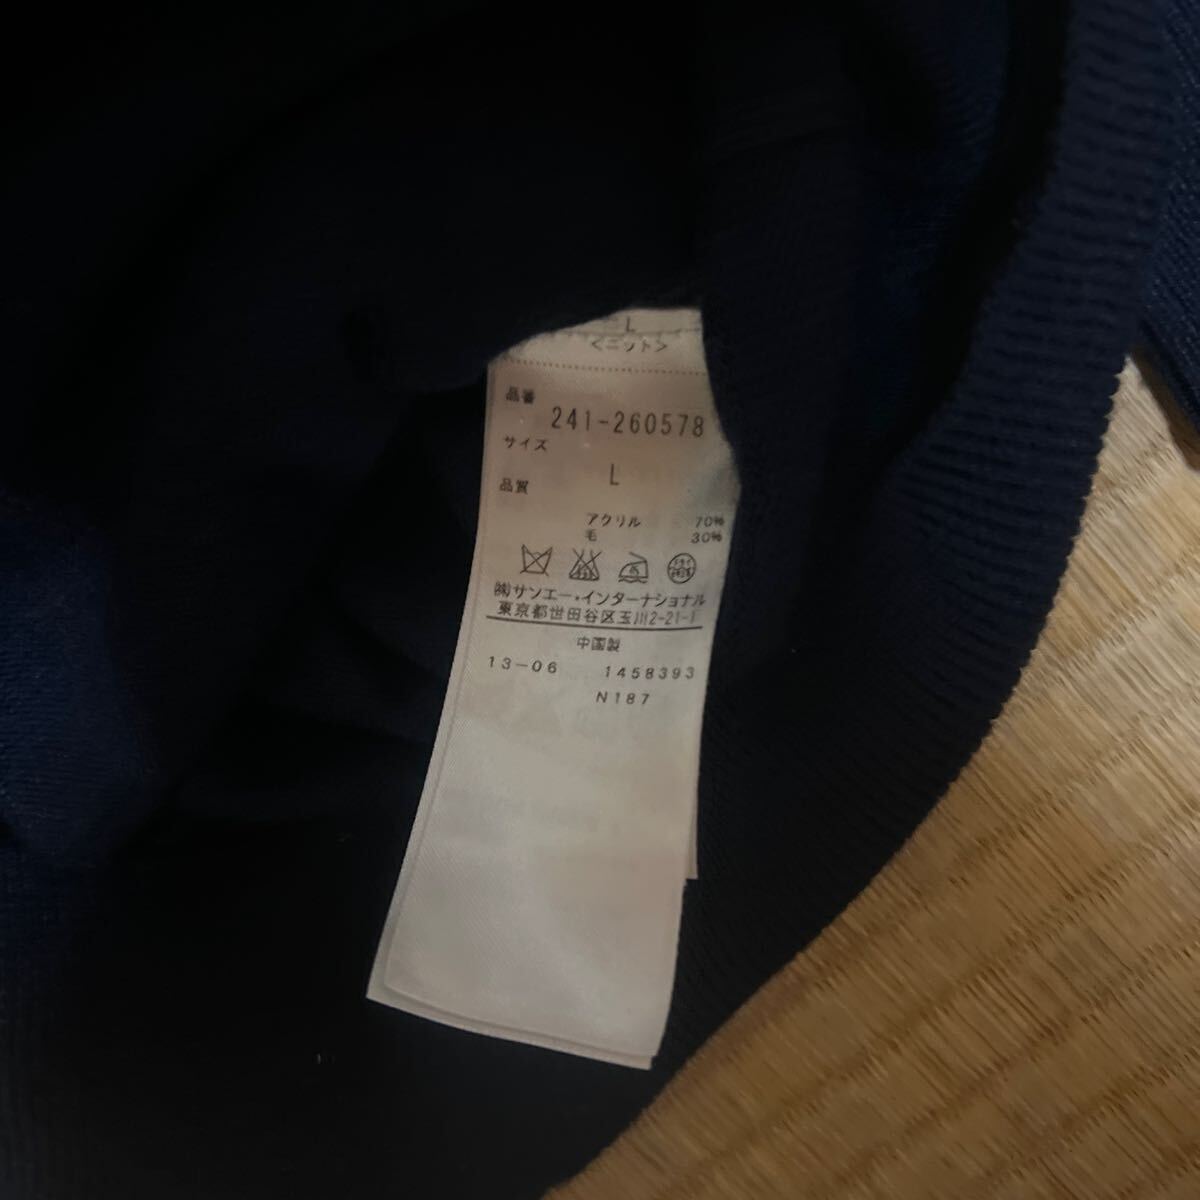 L
<ニット>
品番
241-260578
サイズ
L
品質
アクリル 70%
毛 30%
㈱サンエー・インターナショナル
東京都世田谷区玉川2-21-1
中国製
13-06 1458393
N187